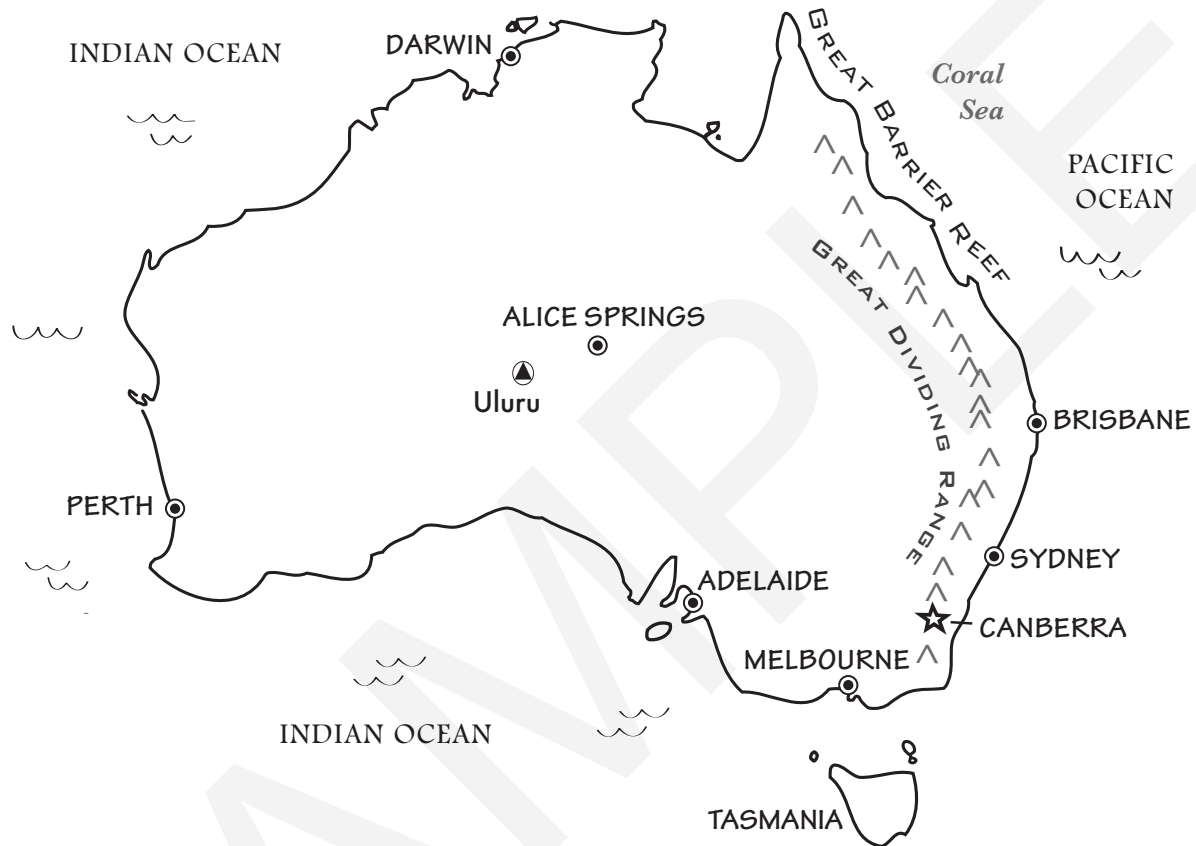 INDIAN OCEAN
DARWIN
GREAT BARRIER REEF
Coral
Sea
PACIFIC
OCEAN
GREAT DIVIDING RANGE
ALICE SPRINGS
Uluru
BRISBANE
PERTH
SYDNEY
ADELAIDE
CANBERRA
MELBOURNE
INDIAN OCEAN
TASMANIA